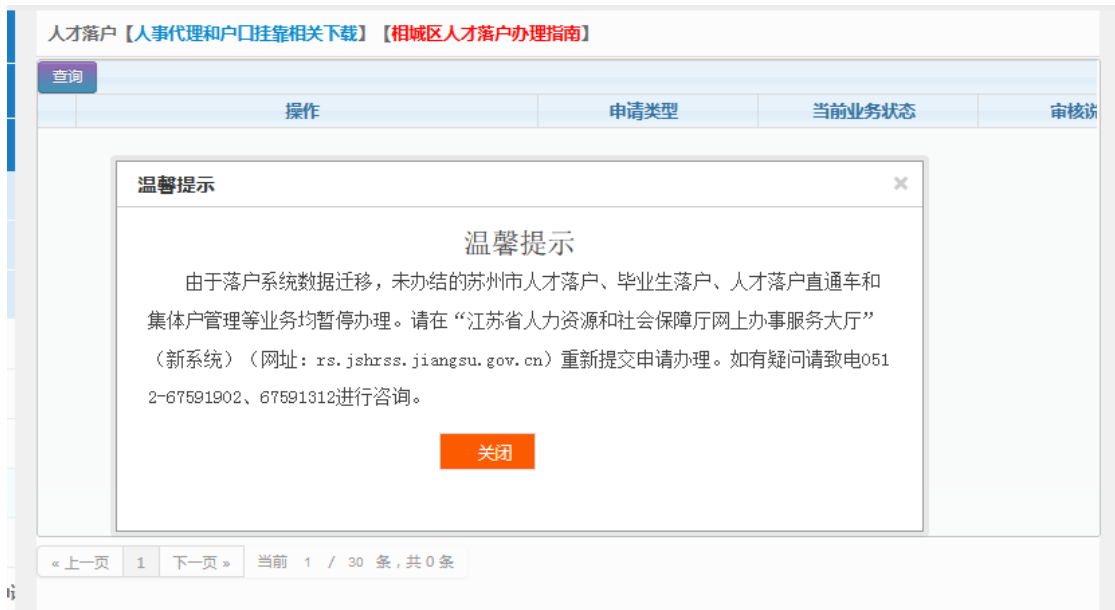 人才落户【人事代理和户口挂靠相关下载】【相城区人才落户办理指南】
查询
操作 申请类型 当前业务状态 审核说
温馨提示 ×
温馨提示
由于落户系统数据迁移，未办结的苏州市人才落户、毕业生落户、人才落户直通车和
集体户管理等业务均暂停办理。请在“江苏省人力资源和社会保障厅网上办事服务大厅”
（新系统）（网址：rs.jshrss.jiangsu.gov.cn）重新提交申请办理。如有疑问请致电051
2-67591902、67591312进行咨询。
关闭
«上一页 1 下一页» 当前 1 / 30 条，共0条